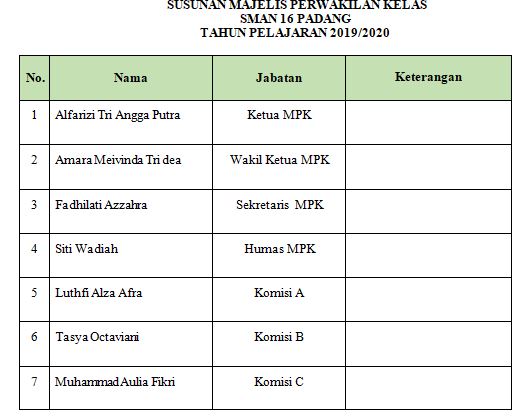 SUSUNAN MAJELIS PERWAKILAN KELAS
SMAN 16 PADANG
TAHUN PELAJARAN 2019/2020
No. Nama Jabatan Keterangan
1 Alfarizi Tri Angga Putra Ketua MPK
2 Amara Meivinda Tri dea Wakil Ketua MPK
3 Fadhilati Azzahra Sekretaris MPK
4 Siti Wadiah Humas MPK
5 Luthfi Alza Afra Komisi A
6 Tasya Octaviani Komisi B
7 Muhammad Aulia Fikri Komisi C